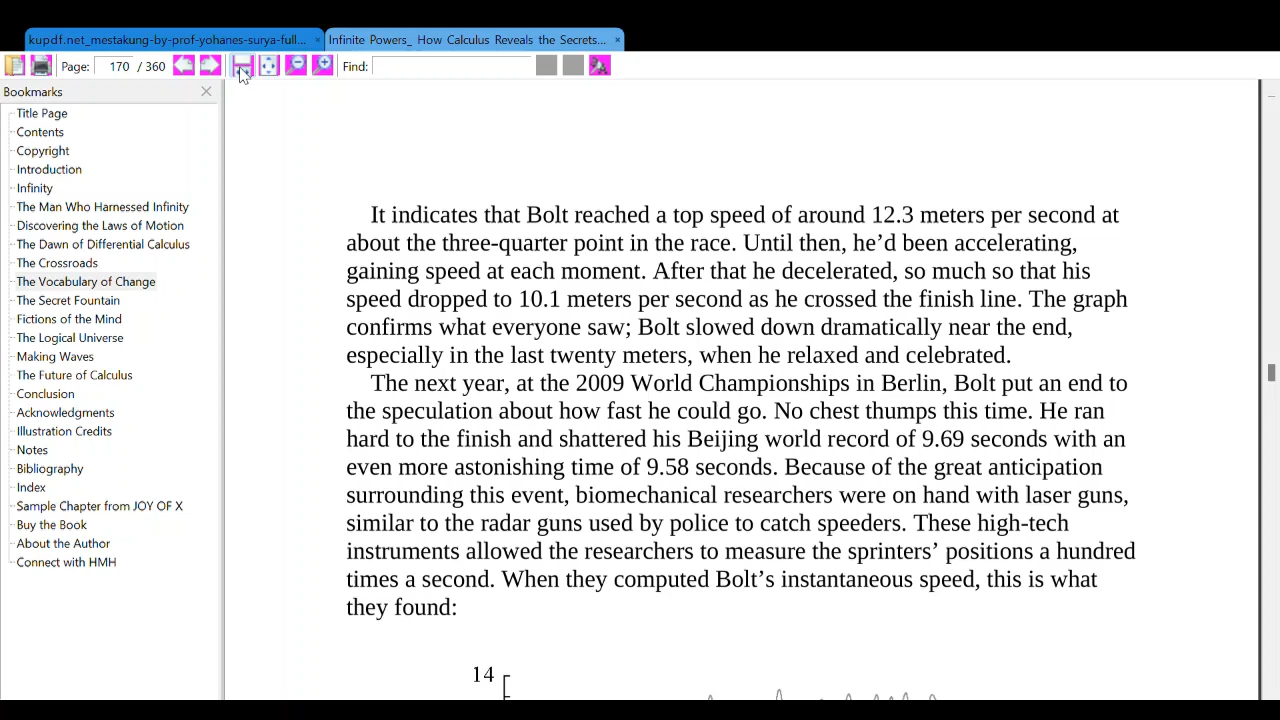 kupdf.net_mestakung-by-prof-yohanes-surya-full... ×
Infinite Powers_ How Calculus Reveals the Secrets... ×
Page: 170 / 360 Find:
Bookmarks
Title Page
Contents
Copyright
Introduction
Infinity
The Man Who Harnessed Infinity
Discovering the Laws of Motion
The Dawn of Differential Calculus
The Crossroads
The Vocabulary of Change
The Secret Fountain
Fictions of the Mind
The Logical Universe
Making Waves
The Future of Calculus
Conclusion
Acknowledgments
Illustration Credits
Notes
Bibliography
Index
Sample Chapter from JOY OF X
Buy the Book
About the Author
Connect with HMH
It indicates that Bolt reached a top speed of around 12.3 meters per second at
about the three-quarter point in the race. Until then, he’d been accelerating,
gaining speed at each moment. After that he decelerated, so much so that his
speed dropped to 10.1 meters per second as he crossed the finish line. The graph
confirms what everyone saw; Bolt slowed down dramatically near the end,
especially in the last twenty meters, when he relaxed and celebrated.
The next year, at the 2009 World Championships in Berlin, Bolt put an end to
the speculation about how fast he could go. No chest thumps this time. He ran
hard to the finish and shattered his Beijing world record of 9.69 seconds with an
even more astonishing time of 9.58 seconds. Because of the great anticipation
surrounding this event, biomechanical researchers were on hand with laser guns,
similar to the radar guns used by police to catch speeders. These high-tech
instruments allowed the researchers to measure the sprinters’ positions a hundred
times a second. When they computed Bolt’s instantaneous speed, this is what
they found:
14